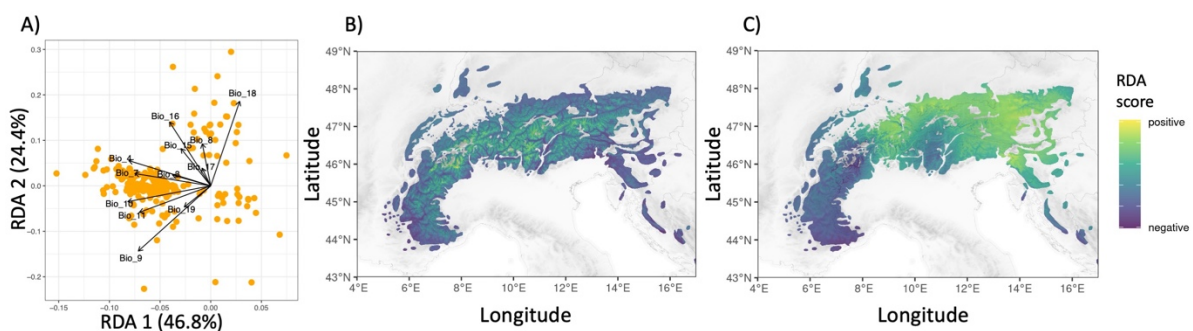 A)
0.3
0.2
0.1
0.0
-0.1
-0.2
RDA 2 (24.4%)
Bio_18
Bio_16
Bio_8
Bio_15
Bio_4
Bio_17
Bio_7
Bio_10
Bio_19
Bio_11
Bio_9
-0.15
-0.10
-0.05
0.00
0.05
RDA 1 (46.8%)
B)
49°N
48°N
47°N
46°N
45°N
44°N
43°N
Latitude
4°E 6°E 8°E 10°E 12°E 14°E 16°E
Longitude
C)
49°N
48°N
47°N
46°N
45°N
44°N
43°N
Latitude
4°E 6°E 8°E 10°E 12°E 14°E 16°E
Longitude
RDA
score
positive
negative